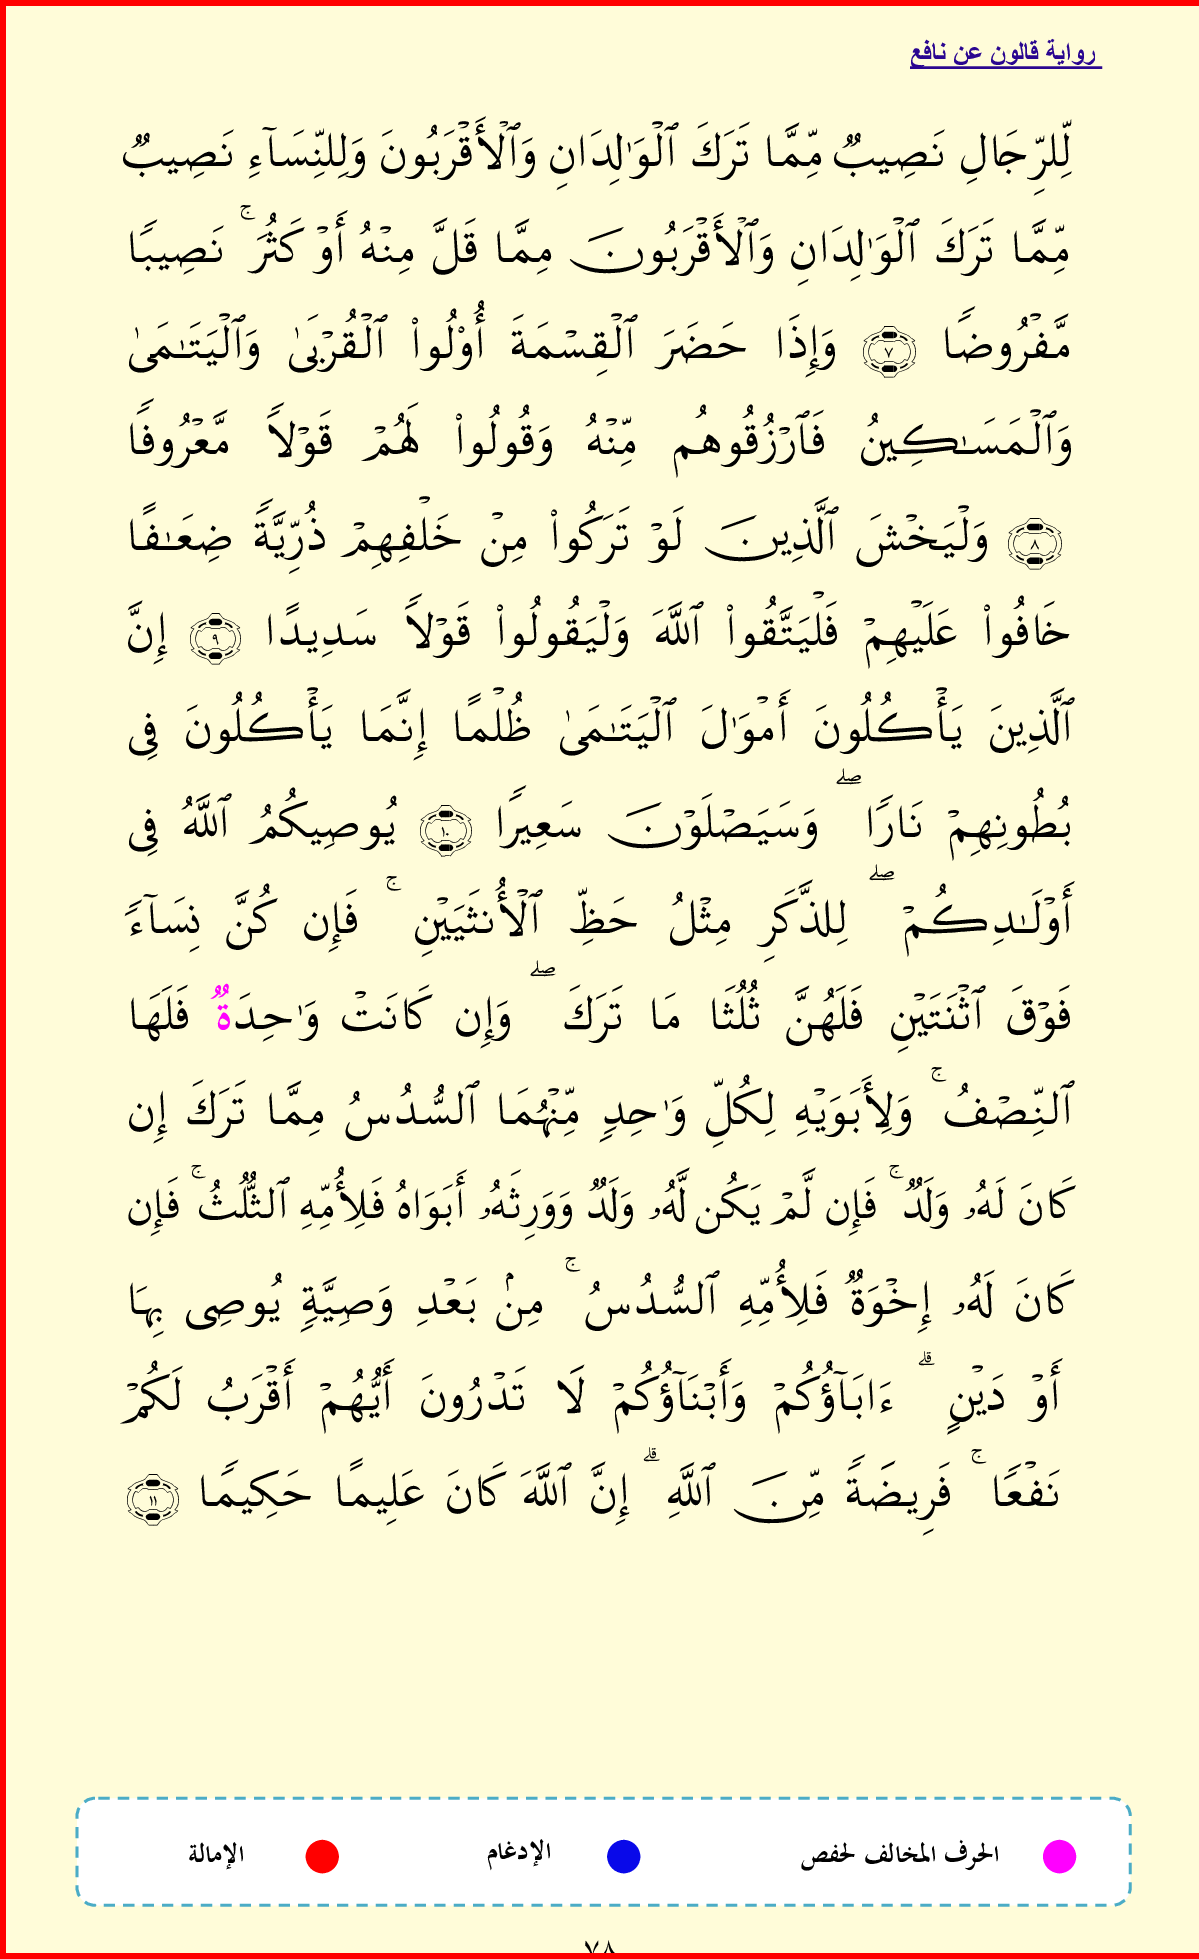 رواية قالون عن نافع
لِّلرِّجَالِ نَصِيبٌ مِّمَّا تَرَكَ ٱلْوَٰلِدَانِ وَٱلْأَقْرَبُونَ وَلِلنِّسَآءِ نَصِيبٌ
مِّمَّا تَرَكَ ٱلْوَٰلِدَانِ وَٱلْأَقْرَبُونَ مِمَّا قَلَّ مِنْهُ أَوْ كَثُرَ ۚ نَصِيبًا
مَّفْرُوضًا ٧ وَإِذَا حَضَرَ ٱلْقِسْمَةَ أُو۟لُوا۟ ٱلْقُرْبَىٰ وَٱلْيَتَـٰمَىٰ
وَٱلْمَسَـٰكِينُ فَٱرْزُقُوهُم مِّنْهُ وَقُولُوا۟ لَهُمْ قَوْلًا مَّعْرُوفًا
٨ وَلْيَخْشَ ٱلَّذِينَ لَوْ تَرَكُوا۟ مِنْ خَلْفِهِمْ ذُرِّيَّةً ضِعَـٰفًا
خَافُوا۟ عَلَيْهِمْ فَلْيَتَّقُوا۟ ٱللَّهَ وَلْيَقُولُوا۟ قَوْلًا سَدِيدًا ٩ إِنَّ
ٱلَّذِينَ يَأْكُلُونَ أَمْوَٰلَ ٱلْيَتَـٰمَىٰ ظُلْمًا إِنَّمَا يَأْكُلُونَ فِى
بُطُونِهِمْ نَارًا ۖ وَسَيَصْلَوْنَ سَعِيرًا ١٠ يُوصِيكُمُ ٱللَّهُ فِى
أَوْلَـٰدِكُمْ ۖ لِلذَّكَرِ مِثْلُ حَظِّ ٱلْأُنثَيَيْنِ ۚ فَإِن كُنَّ نِسَآءً
فَوْقَ ٱثْنَتَيْنِ فَلَهُنَّ ثُلُثَا مَا تَرَكَ ۖ وَإِن كَانَتْ وَٰحِدَةٌ فَلَهَا
ٱلنِّصْفُ ۚ وَلِأَبَوَيْهِ لِكُلِّ وَٰحِدٍ مِّنْهُمَا ٱلسُّدُسُ مِمَّا تَرَكَ إِن
كَانَ لَهُۥ وَلَدٌ ۚ فَإِن لَّمْ يَكُن لَّهُۥ وَلَدٌ وَوَرِثَهُۥ أَبَوَاهُ فَلِأُمِّهِ ٱلثُّلُثُ ۚ فَإِن
كَانَ لَهُۥ إِخْوَةٌ فَلِأُمِّهِ ٱلسُّدُسُ ۚ مِنۢ بَعْدِ وَصِيَّةٍ يُوصِى بِهَا
أَوْ دَيْنٍ ۗ ءَابَآؤُكُمْ وَأَبْنَآؤُكُمْ لَا تَدْرُونَ أَيُّهُمْ أَقْرَبُ لَكُمْ
نَفْعًا ۚ فَرِيضَةً مِّنَ ٱللَّهِ ۗ إِنَّ ٱللَّهَ كَانَ عَلِيمًا حَكِيمًا ١١
الحرف المخالف لحفص الإدغام الإمالة
٧٨